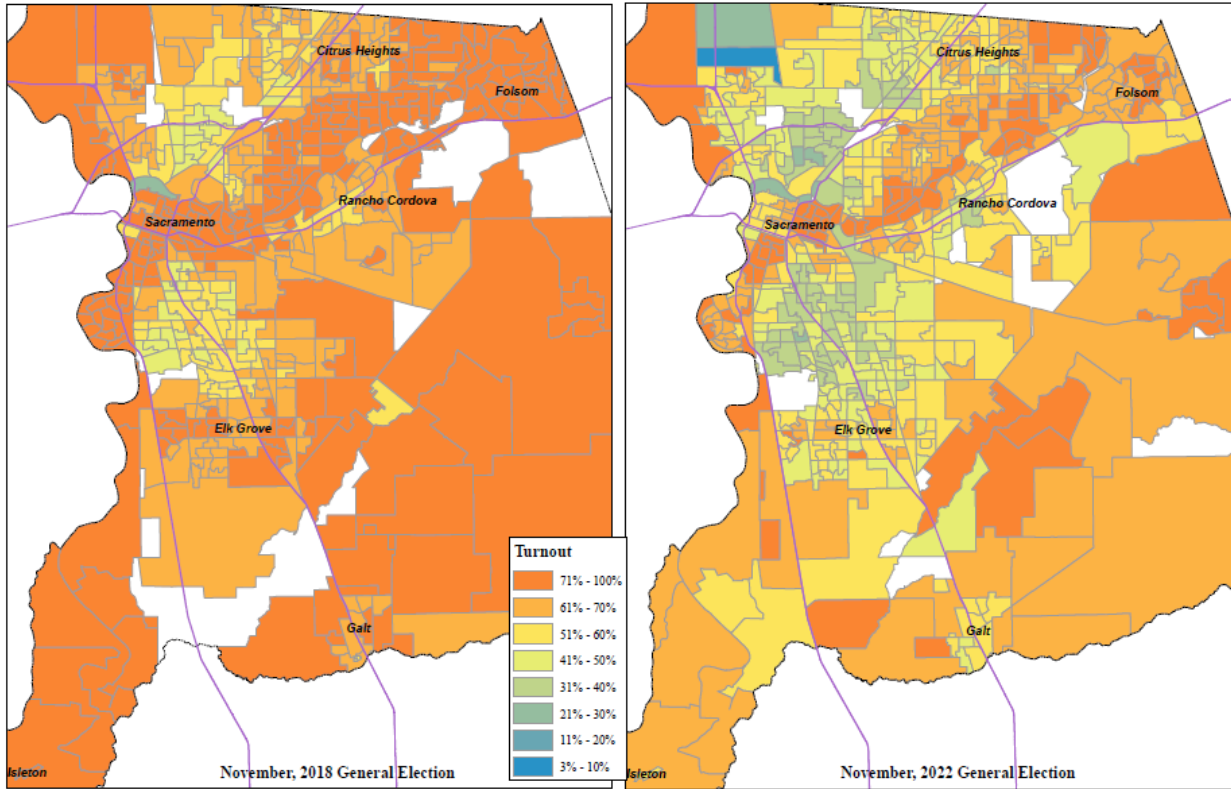 Citrus Heights
Folsom
Rancho Cordova
Sacramento
Elk Grove
Galt
Isleton
November, 2018 General Election
Turnout
71% - 100%
61% - 70%
51% - 60%
41% - 50%
31% - 40%
21% - 30%
11% - 20%
3% - 10%
Citrus Heights
Folsom
Rancho Cordova
Sacramento
Elk Grove
Galt
Isleton
November, 2022 General Election